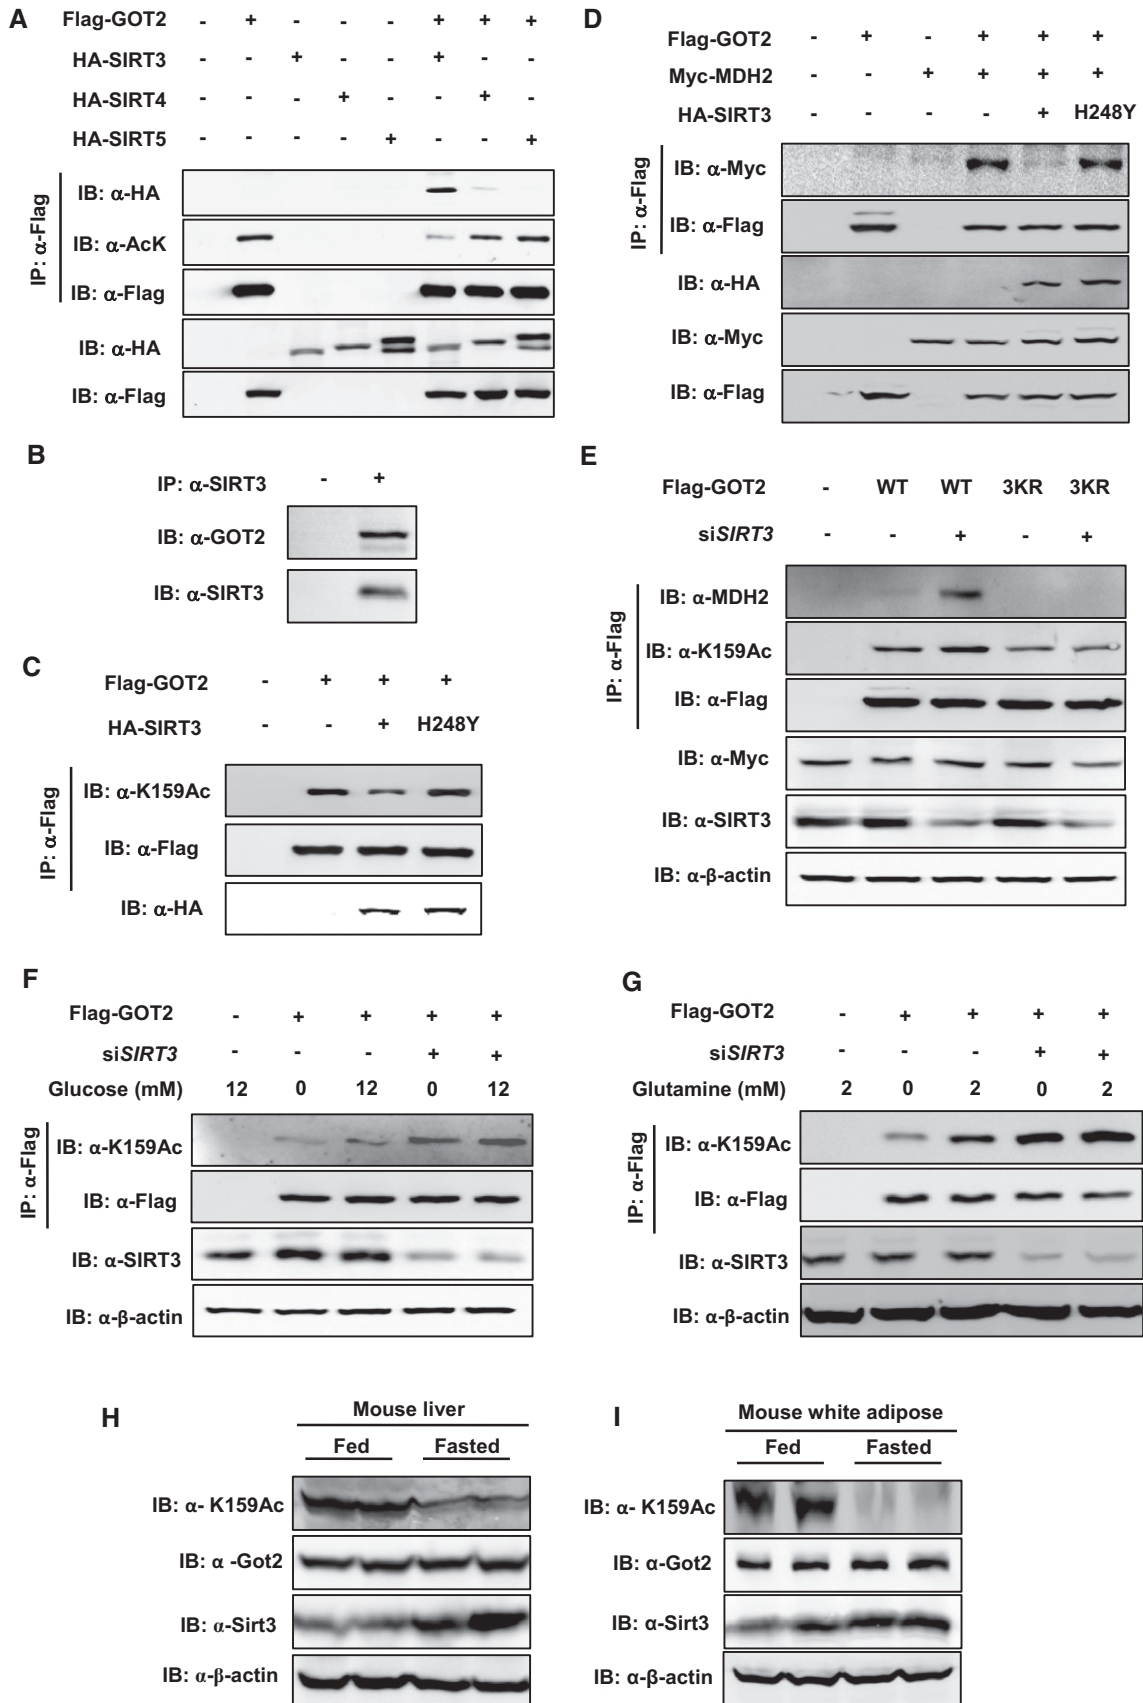 A
Flag-GOT2 - + - - - + + +
HA-SIRT3 - - + - - + - -
HA-SIRT4 - - - + - - + -
HA-SIRT5 - - - - + - - +
IP: α-Flag
IB: α-HA
IB: α-AcK
IB: α-Flag
IB: α-HA
IB: α-Flag
B
IP: α-SIRT3 - +
IB: α-GOT2
IB: α-SIRT3
C
Flag-GOT2 - + + +
HA-SIRT3 - - + H248Y
IP: α-Flag
IB: α-K159Ac
IB: α-Flag
IB: α-HA
D
Flag-GOT2 - + - + + +
Myc-MDH2 - - + + + +
HA-SIRT3 - - - - + H248Y
IP: α-Flag
IB: α-Myc
IB: α-Flag
IB: α-HA
IB: α-Myc
IB: α-Flag
E
Flag-GOT2 - WT WT 3KR 3KR
siSIRT3 - - + - +
IP: α-Flag
IB: α-MDH2
IB: α-K159Ac
IB: α-Flag
IB: α-Myc
IB: α-SIRT3
IB: α-β-actin
F
Flag-GOT2 - + + + +
siSIRT3 - - - + +
Glucose (mM) 12 0 12 0 12
IP: α-Flag
IB: α-K159Ac
IB: α-Flag
IB: α-SIRT3
IB: α-β-actin
G
Flag-GOT2 - + + + +
siSIRT3 - - - + +
Glutamine (mM) 2 0 2 0 2
IP: α-Flag
IB: α-K159Ac
IB: α-Flag
IB: α-SIRT3
IB: α-β-actin
H
Mouse liver
Fed Fasted
IB: α- K159Ac
IB: α -Got2
IB: α-Sirt3
IB: α-β-actin
I
Mouse white adipose
Fed Fasted
IB: α- K159Ac
IB: α-Got2
IB: α-Sirt3
IB: α-β-actin